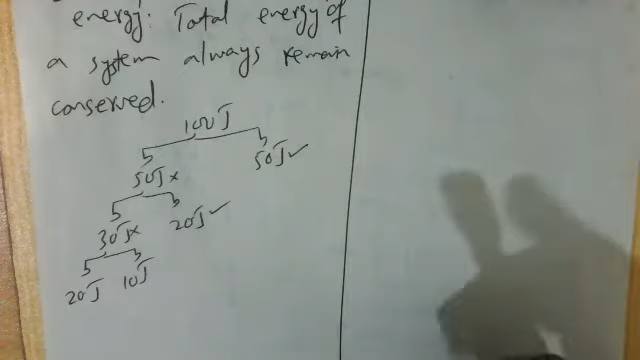 energy. Total energy of
a system always remain
conserved.
100J
50J× 50J✓
30J× 20J✓
20J 10J